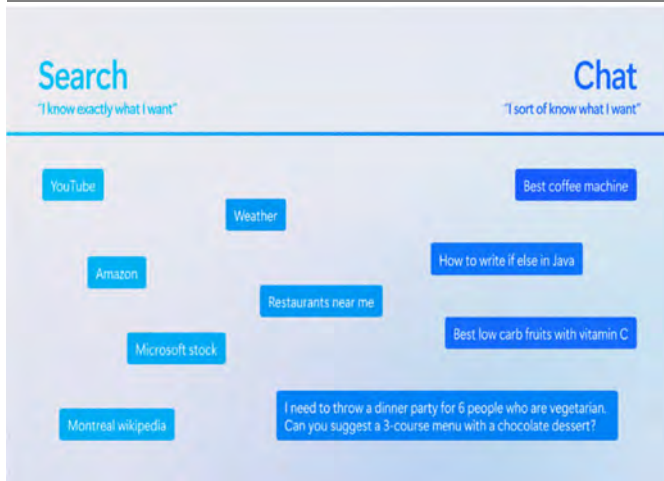 Search
Chat
"I know exactly what I want"
"I sort of know what I want"
YouTube
Best coffee machine
Weather
How to write if else in Java
Amazon
Restaurants near me
Best low carb fruits with vitamin C
Microsoft stock
I need to throw a dinner party for 6 people who are vegetarian.
Can you suggest a 3-course menu with a chocolate dessert?
Montreal wikipedia